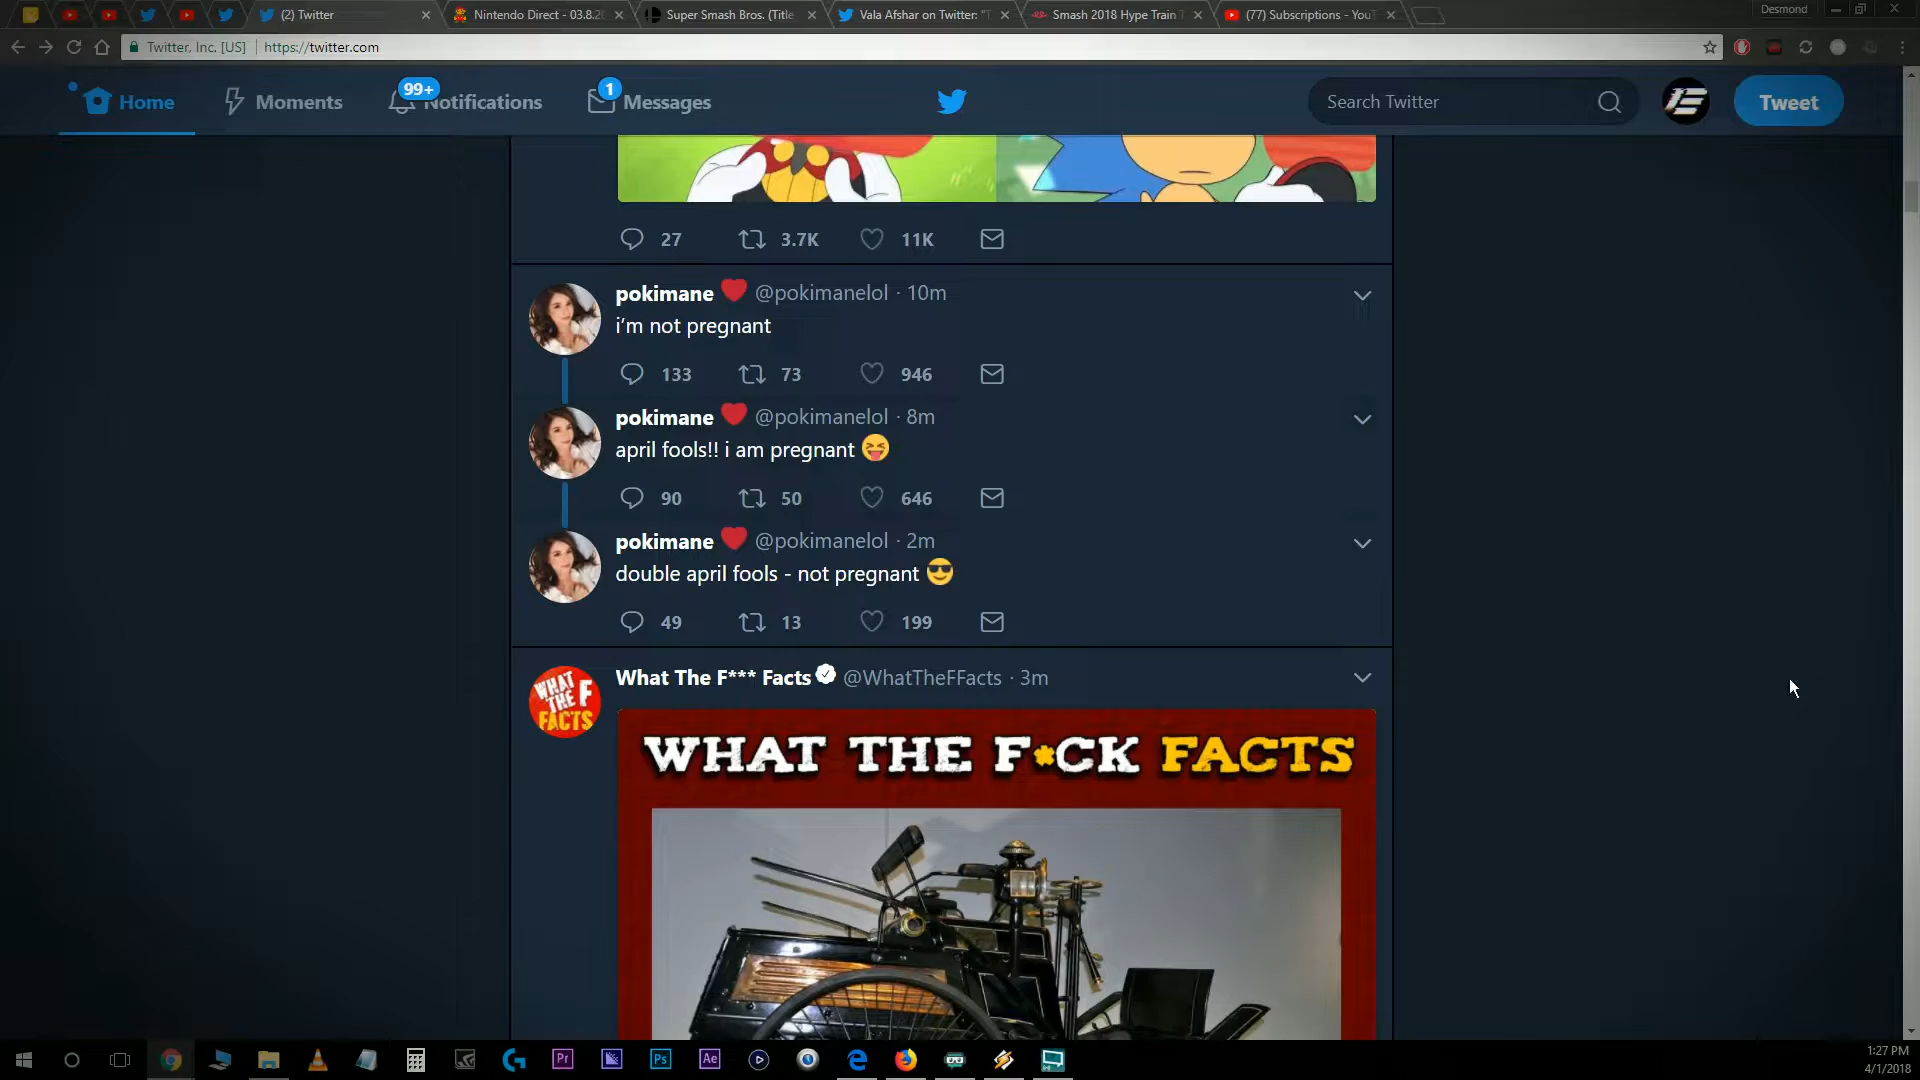 (2) Twitter
Nintendo Direct - 03.8.20
Super Smash Bros. (Title
Vala Afshar on Twitter: "T
Smash 2018 Hype Train T
(77) Subscriptions - YouT
Desmond
Twitter, Inc. [US]
https://twitter.com
Home
Moments
99+
Notifications
1
Messages
Search Twitter
Tweet
27 3.7K 11K
pokimane @pokimanelol · 10m
i'm not pregnant
133 73 946
pokimane @pokimanelol · 8m
april fools!! i am pregnant 😝
90 50 646
pokimane @pokimanelol · 2m
double april fools - not pregnant 😎
49 13 199
What The F*** Facts @WhatTheFFacts · 3m
WHAT THE F FACTS
WHAT THE F*CK FACTS
Pr
Ps
Ae
1:27 PM
4/1/2018